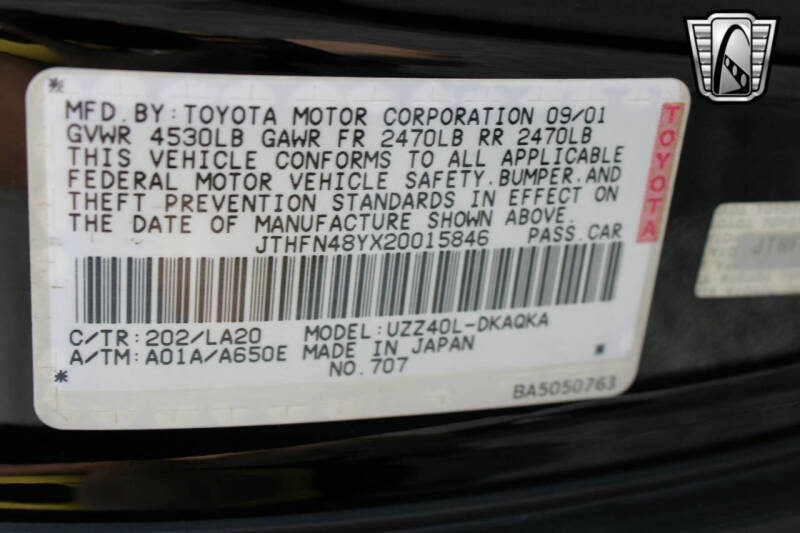 MFD.BY:TOYOTA MOTOR CORPORATION 09/01
GVWR 4530LB GAWR FR 2470LB RR 2470LB
THIS VEHICLE CONFORMS TO ALL APPLICABLE
FEDERAL MOTOR VEHICLE SAFETY.BUMPER.AND
THEFT PREVENTION STANDARDS IN EFFECT ON
THE DATE OF MANUFACTURE SHOWN ABOVE.
JTHFN48YX20015846 PASS.CAR
TOYOTA
C/TR:202/LA20 MODEL:UZZ40L-DKAQKA
A/TM:A01A/A650E MADE IN JAPAN
NO.707
BA5050763
JTHF